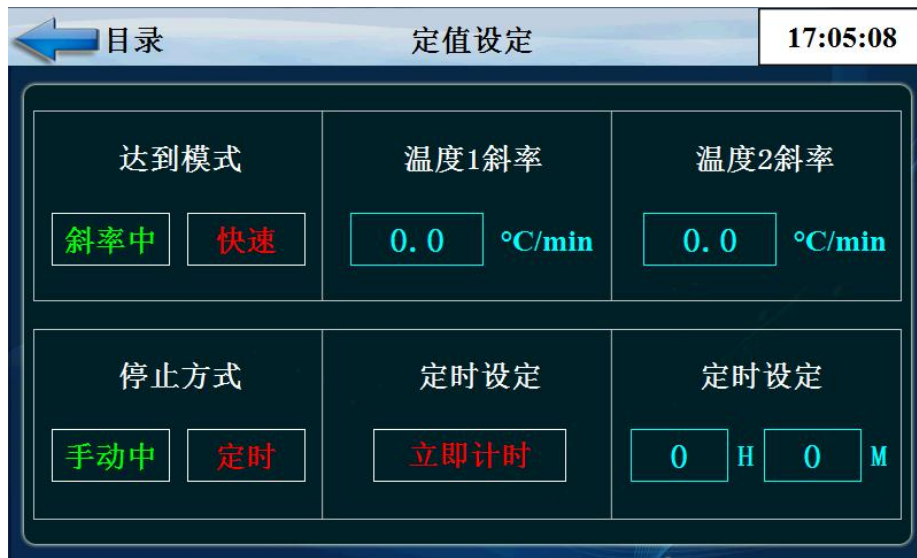 目录 定值设定 17:05:08
达到模式 温度1斜率 温度2斜率
斜率中 快速 0.0 °C/min 0.0 °C/min
停止方式 定时设定 定时设定
手动中 定时 立即计时 0 H 0 M